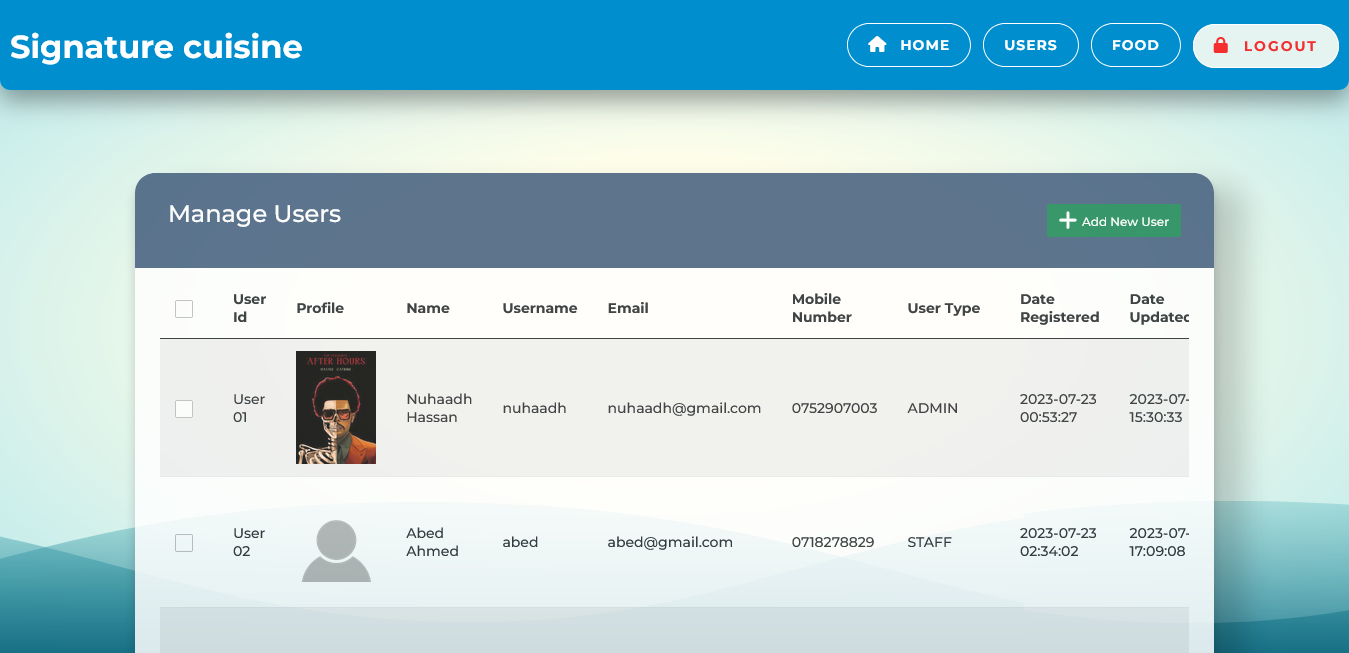 Signature cuisine
HOME
USERS
FOOD
LOGOUT
Manage Users
Add New User
User Id
Profile
Name
Username
Email
Mobile Number
User Type
Date Registered
Date Updated
User 01
AFTER HOURS
Nuhaadh Hassan
nuhaadh
nuhaadh@gmail.com
0752907003
ADMIN
2023-07-23 00:53:27
2023-07- 15:30:33
User 02
Abed Ahmed
abed
abed@gmail.com
0718278829
STAFF
2023-07-23 02:34:02
2023-07- 17:09:08